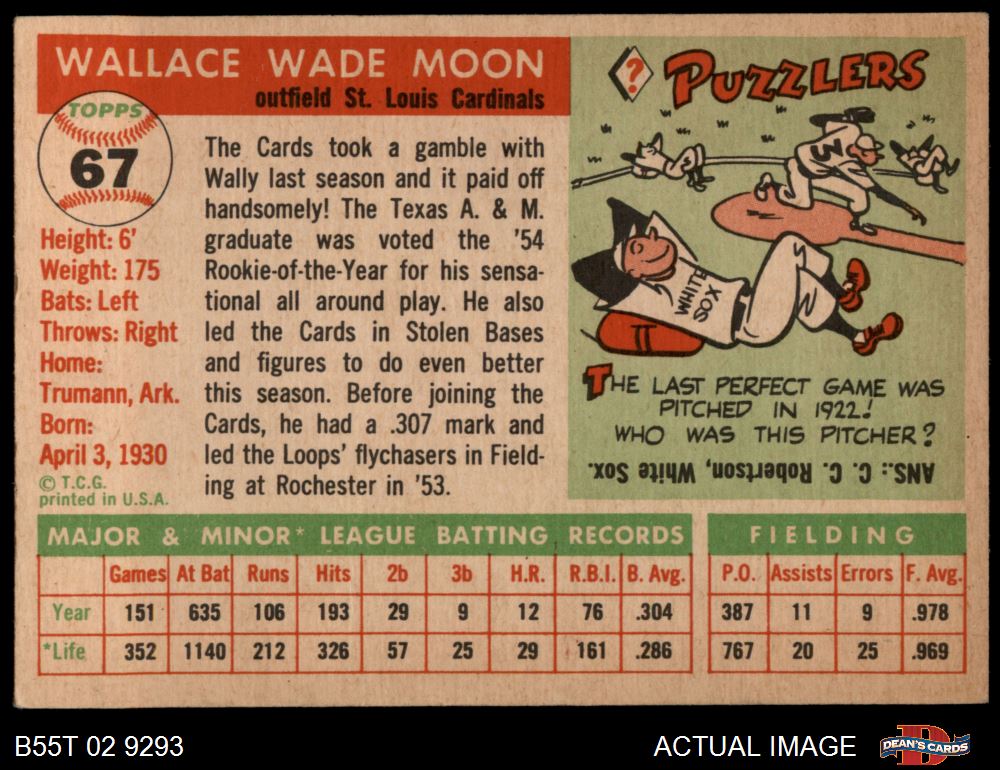 WALLACE WADE MOON
outfield St. Louis Cardinals
TOPPS
67
Height: 6'
Weight: 175
Bats: Left
Throws: Right
Home:
Trumann, Ark.
Born:
April 3, 1930
© T.C.G.
printed in U.S.A.
The Cards took a gamble with
Wally last season and it paid off
handsomely! The Texas A. & M.
graduate was voted the '54
Rookie-of-the-Year for his sensa-
tional all around play. He also
led the Cards in Stolen Bases
and figures to do even better
this season. Before joining the
Cards, he had a .307 mark and
led the Loops' flychasers in Field-
ing at Rochester in '53.
? PUZZLERS
3
WHITE
SOX
THE LAST PERFECT GAME WAS
PITCHED IN 1922!
WHO WAS THIS PITCHER?
ANS.: C. C. Robertson, White Sox.
MAJOR & MINOR* LEAGUE BATTING RECORDS
Games At Bat Runs Hits 2b 3b H.R. R.B.I. B. Avg.
Year 151 635 106 193 29 9 12 76 .304
*Life 352 1140 212 326 57 25 29 161 .286
FIELDING
P.O. Assists Errors F. Avg.
387 11 9 .978
767 20 25 .969
B55T 02 9293
ACTUAL IMAGE
DEAN'S CARDS